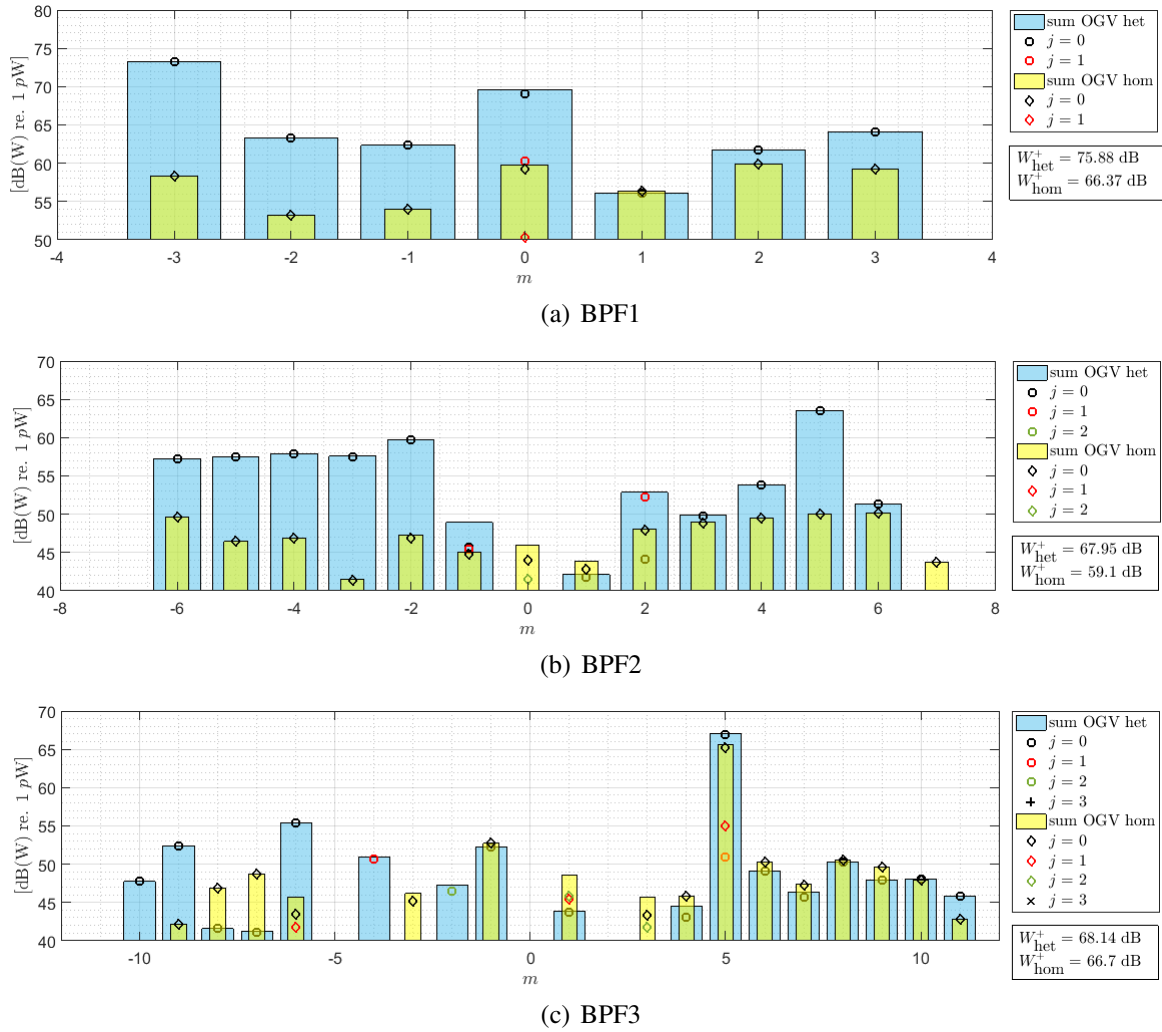 80
75
70
65
60
55
50
[dB(W) re. 1 pW]
-4 -3 -2 -1 0 1 2 3 4
m
sum OGV het
j = 0
j = 1
sum OGV hom
j = 0
j = 1
W+het = 75.88 dB
W+hom = 66.37 dB
(a) BPF1
70
65
60
55
50
45
40
[dB(W) re. 1 pW]
-8 -6 -4 -2 0 2 4 6 8
m
sum OGV het
j = 0
j = 1
j = 2
sum OGV hom
j = 0
j = 1
j = 2
W+het = 67.95 dB
W+hom = 59.1 dB
(b) BPF2
70
65
60
55
50
45
40
[dB(W) re. 1 pW]
-10 -5 0 5 10
m
sum OGV het
j = 0
j = 1
j = 2
j = 3
sum OGV hom
j = 0
j = 1
j = 2
j = 3
W+het = 68.14 dB
W+hom = 66.7 dB
(c) BPF3